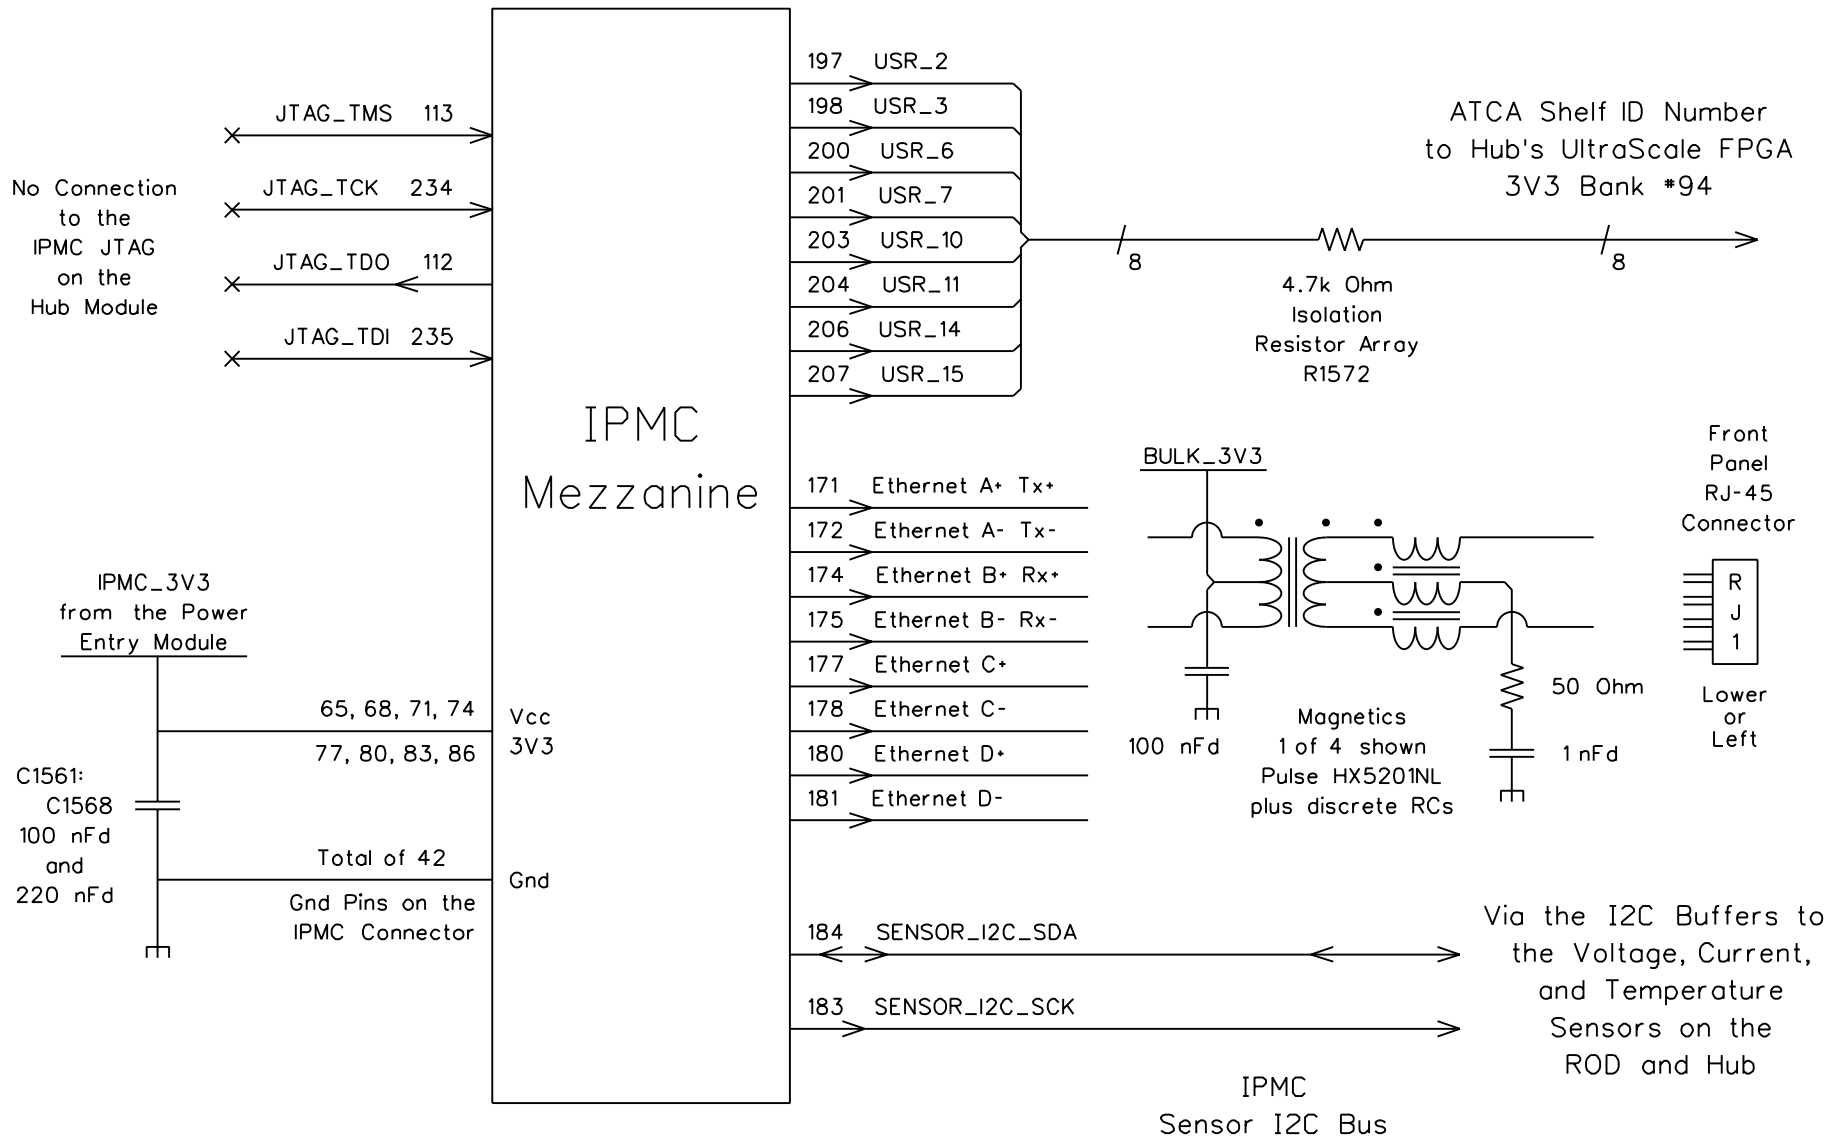 JTAG_TMS 113
JTAG_TCK 234
JTAG_TDO 112
JTAG_TDI 235
No Connection
to the
IPMC JTAG
on the
Hub Module
IPMC
Mezzanine
197 USR_2
198 USR_3
200 USR_6
201 USR_7
203 USR_10
204 USR_11
206 USR_14
207 USR_15
8
8
4.7k Ohm
Isolation
Resistor Array
R1572
ATCA Shelf ID Number
to Hub's UltraScale FPGA
3V3 Bank #94
171 Ethernet A+ Tx+
172 Ethernet A- Tx-
174 Ethernet B+ Rx+
175 Ethernet B- Rx-
177 Ethernet C+
178 Ethernet C-
180 Ethernet D+
181 Ethernet D-
BULK_3V3
100 nFd
Magnetics
1 of 4 shown
Pulse HX5201NL
plus discrete RCs
50 Ohm
1 nFd
Front
Panel
RJ-45
Connector
R
J
1
Lower
or
Left
IPMC_3V3
from the Power
Entry Module
65, 68, 71, 74
77, 80, 83, 86
Vcc
3V3
C1561:
C1568
100 nFd
and
220 nFd
Total of 42
Gnd Pins on the
IPMC Connector
Gnd
184 SENSOR_I2C_SDA
183 SENSOR_I2C_SCK
Via the I2C Buffers to
the Voltage, Current,
and Temperature
Sensors on the
ROD and Hub
IPMC
Sensor I2C Bus